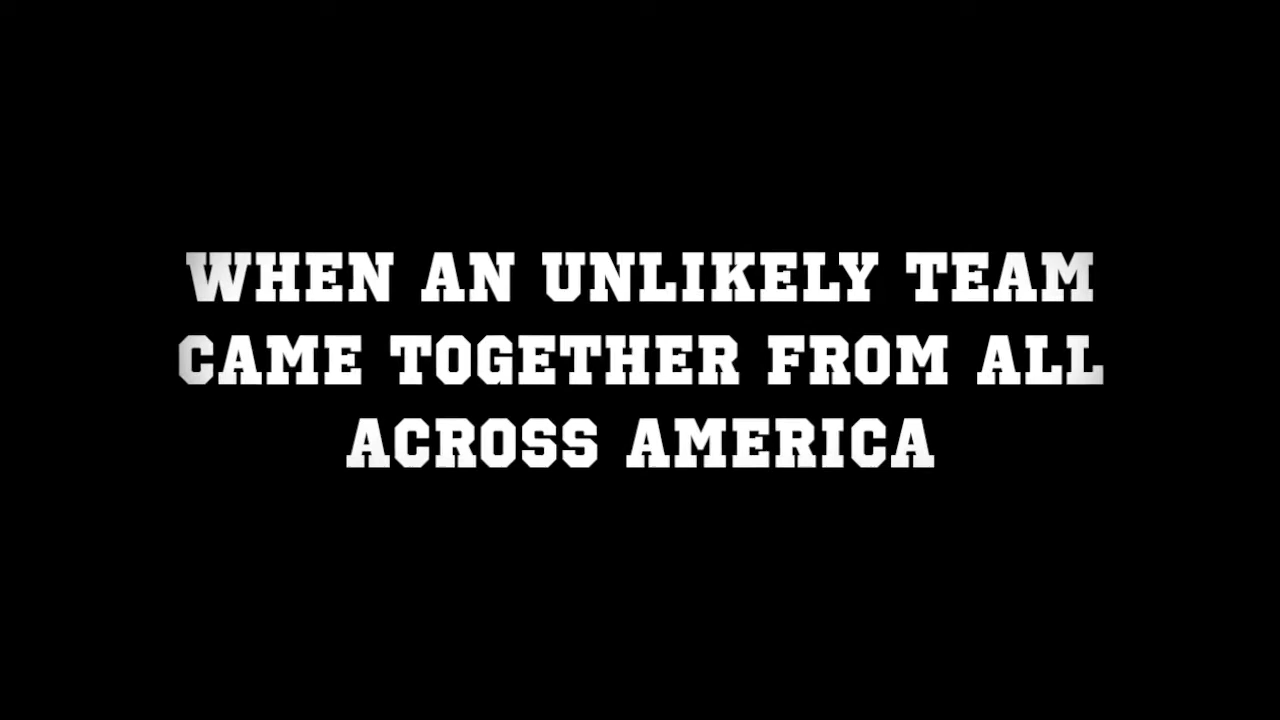 WHEN AN UNLIKELY TEAM
CAME TOGETHER FROM ALL
ACROSS AMERICA